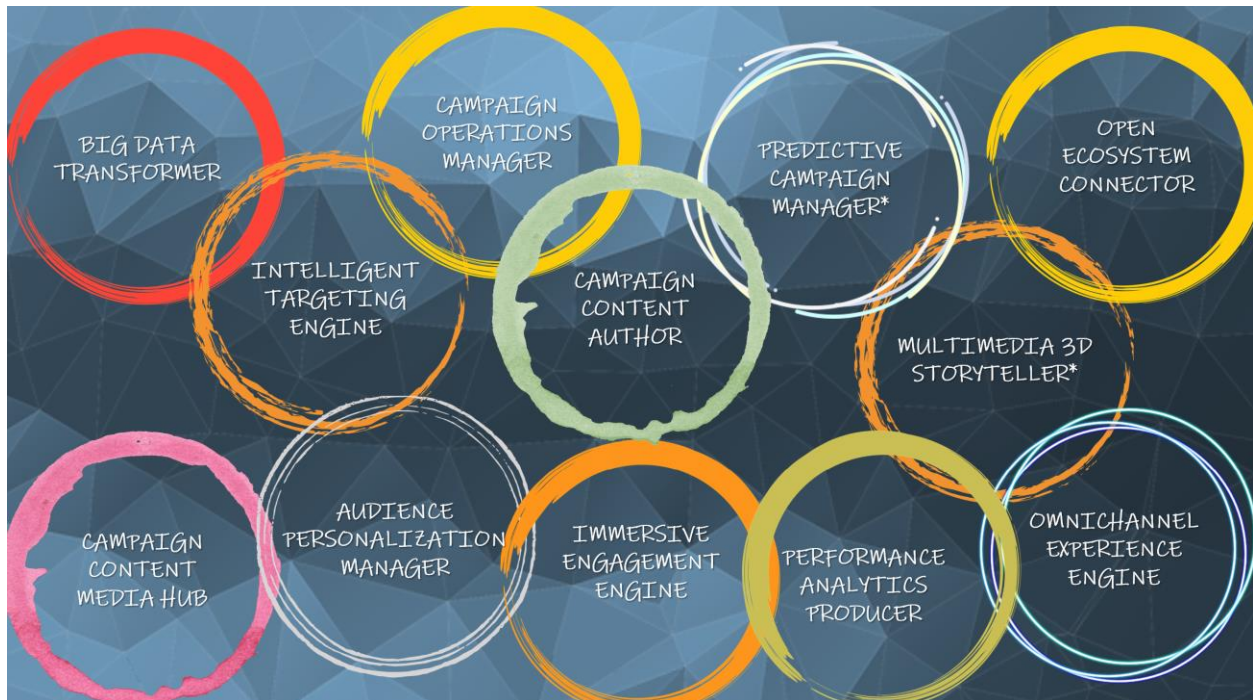 BIG DATA
TRANSFORMER
CAMPAIGN
OPERATIONS
MANAGER
PREDICTIVE
CAMPAIGN
MANAGER*
OPEN
ECOSYSTEM
CONNECTOR
INTELLIGENT
TARGETING
ENGINE
CAMPAIGN
CONTENT
AUTHOR
MULTIMEDIA 3D
STORYTELLER*
CAMPAIGN
CONTENT
MEDIA HUB
AUDIENCE
PERSONALIZATION
MANAGER
IMMERSIVE
ENGAGEMENT
ENGINE
PERFORMANCE
ANALYTICS
PRODUCER
OMNICHANNEL
EXPERIENCE
ENGINE